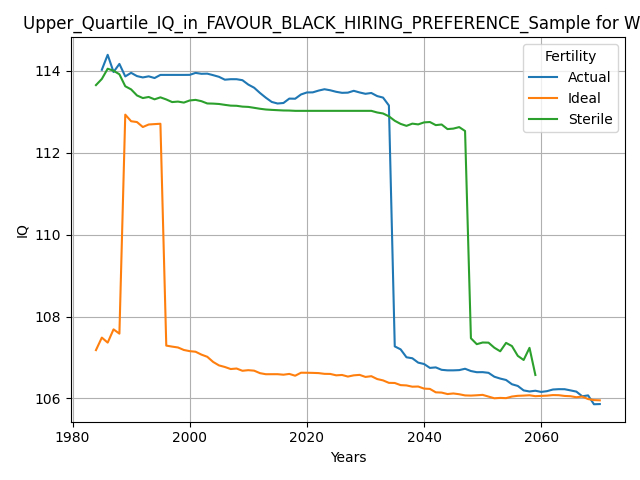 Upper_Quartile_IQ_in_FAVOUR_BLACK_HIRING_PREFERENCE_Sample for W
Fertility
Actual
Ideal
Sterile
IQ
114
112
110
108
106
1980
2000
2020
2040
2060
Years